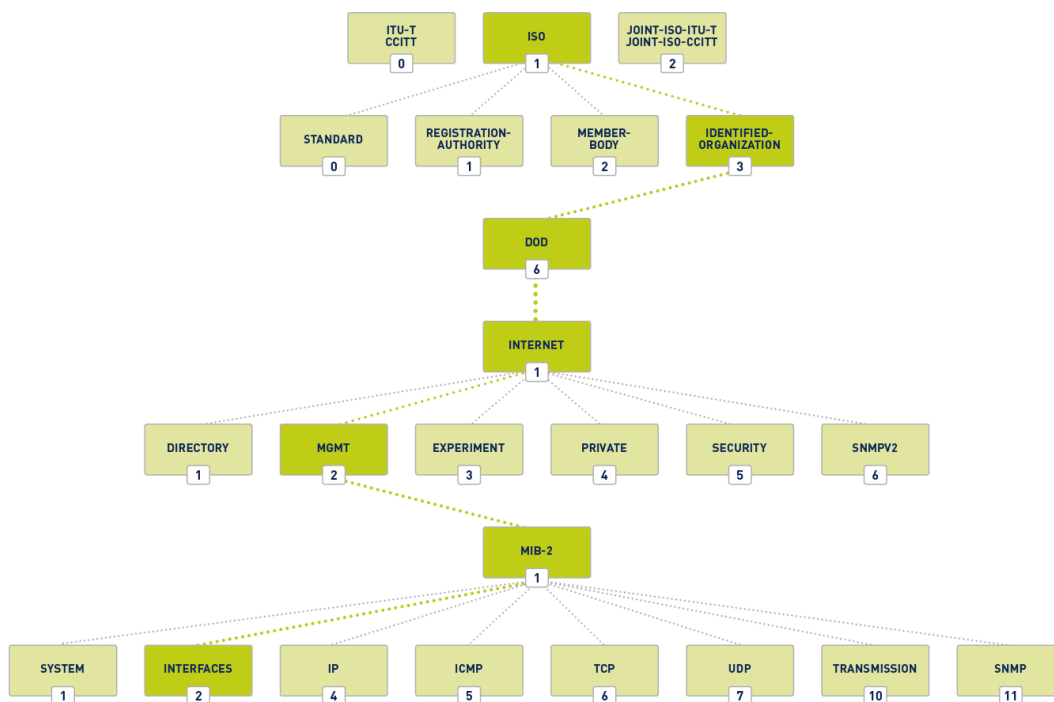 ITU-T
CCITT
0
ISO
1
JOINT-ISO-ITU-T
JOINT-ISO-CCITT
2
STANDARD
0
REGISTRATION-
AUTHORITY
1
MEMBER-
BODY
2
IDENTIFIED-
ORGANIZATION
3
DOD
6
INTERNET
1
DIRECTORY
1
MGMT
2
EXPERIMENT
3
PRIVATE
4
SECURITY
5
SNMPV2
6
MIB-2
1
SYSTEM
1
INTERFACES
2
IP
4
ICMP
5
TCP
6
UDP
7
TRANSMISSION
10
SNMP
11